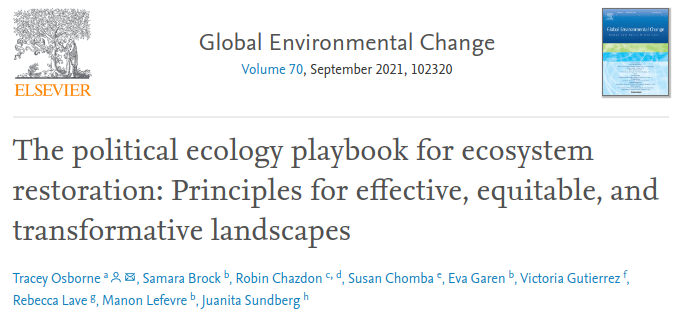 ELSEVIER
Global Environmental Change
Volume 70, September 2021, 102320
Global Environmental Change
The political ecology playbook for ecosystem
restoration: Principles for effective, equitable, and
transformative landscapes
Tracey Osborne a, Samara Brock b, Robin Chazdon c, d, Susan Chomba e, Eva Garen b, Victoria Gutierrez f,
Rebecca Lave g, Manon Lefevre b, Juanita Sundberg h